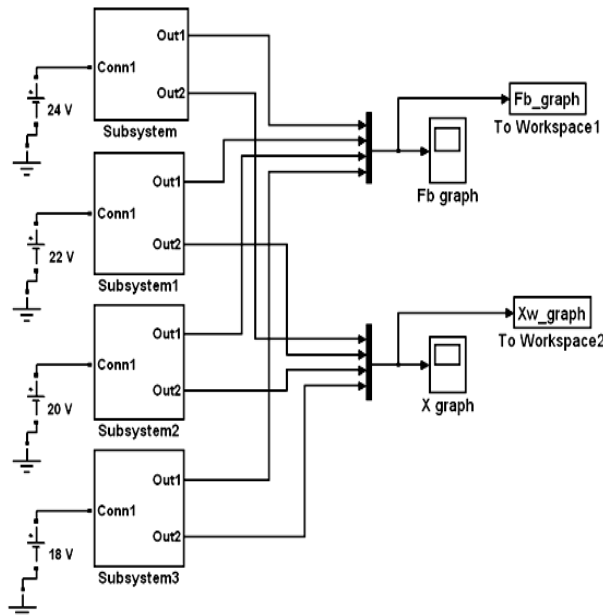 Out1
Conn1
Out2
24 V
Subsystem
Out1
Conn1
Out2
22 V
Subsystem1
Out1
Conn1
Out2
20 V
Subsystem2
Out1
Conn1
Out2
18 V
Subsystem3
Fb_graph
To Workspace1
Fb graph
Xw_graph
To Workspace2
X graph